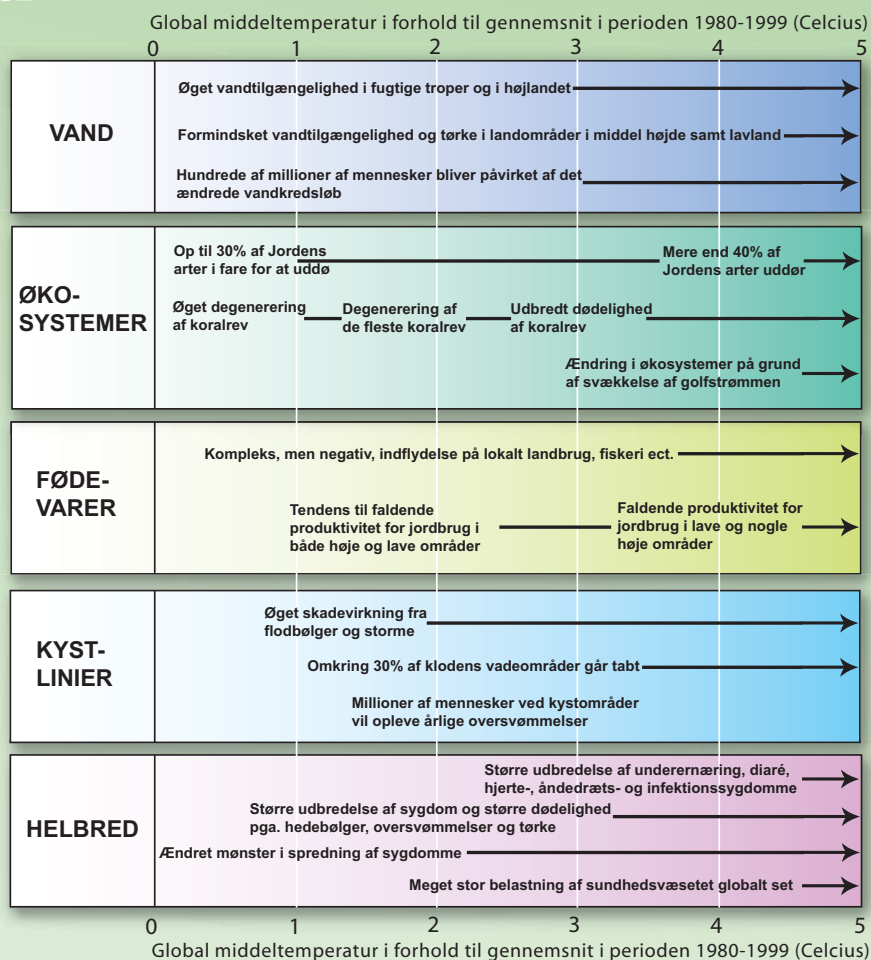 Global middeltemperatur i forhold til gennemsnit i perioden 1980-1999 (Celcius)
0 1 2 3 4 5
VAND
Øget vandtilgængelighed i fugtige troper og i højlandet
Formindsket vandtilgængelighed og tørke i landområder i middel højde samt lavland
Hundrede af millioner af mennesker bliver påvirket af det
ændrede vandkredsløb
ØKO-
SYSTEMER
Op til 30% af Jordens
arter i fare for at uddø
Mere end 40% af
Jordens arter uddør
Øget degenerering
af koralrev
Degenerering af
de fleste koralrev
Udbredt dødelighed
af koralrev
Ændring i økosystemer på grund
af svækkelse af golfstrømmen
FØDE-
VARER
Kompleks, men negativ, indflydelse på lokalt landbrug, fiskeri ect.
Tendens til faldende
produktivitet for jordbrug i
både høje og lave områder
Faldende produktivitet for
jordbrug i lave og nogle
høje områder
KYST-
LINIER
Øget skadevirkning fra
flodbølger og storme
Omkring 30% af klodens vadeområder går tabt
Millioner af mennesker ved kystområder
vil opleve årlige oversvømmelser
HELBRED
Større udbredelse af underernæring, diaré,
hjerte-, åndedræts- og infektionssygdomme
Større udbredelse af sygdom og større dødelighed
pga. hedebølger, oversvømmelser og tørke
Ændret mønster i spredning af sygdomme
Meget stor belastning af sundhedsvæsetet globalt set
0 1 2 3 4 5
Global middeltemperatur i forhold til gennemsnit i perioden 1980-1999 (Celcius)